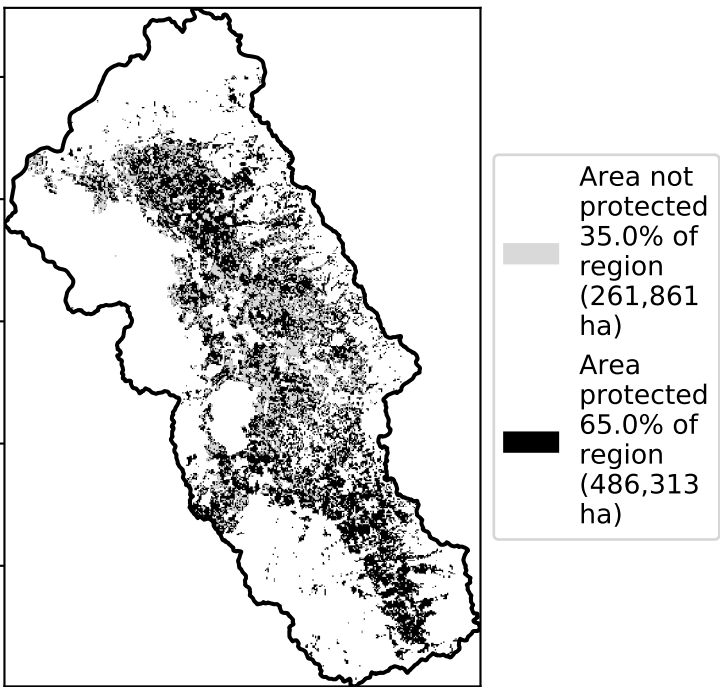 Area not
protected
35.0% of
region
(261,861
ha)
Area
protected
65.0% of
region
(486,313
ha)